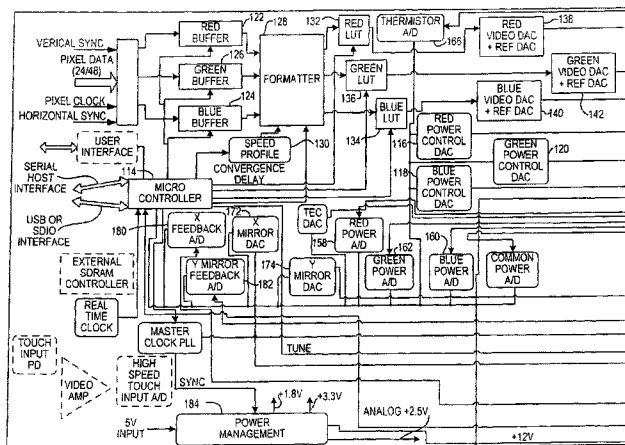 122
128
132
RED
LUT
THERMISTOR
A/D
166
RED
VIDEO DAC
+ REF DAC
138
VERICAL SYNC
RED
BUFFER
126
PIXEL DATA
(24/48)
GREEN
BUFFER
124
FORMATTER
GREEN
LUT
136
GREEN
VIDEO DAC
+ REF DAC
142
BLUE
VIDEO DAC
+ REF DAC
140
PIXEL CLOCK
HORIZONTAL SYNC
BLUE
BUFFER
BLUE LUT
134
116
RED
POWER
CONTROL
DAC
GREEN
POWER
CONTROL
DAC
120
USER
INTERFACE
114
SPEED
PROFILE
130
CONVERGENCE
DELAY
118
BLUE
POWER
CONTROL
DAC
SERIAL
HOST
INTERFACE
MICRO
CONTROLLER
USB OR
SDIO
INTERFACE
180
X
FEEDBACK
A/D
172
X
MIRROR
DAC
TEC
DAC
158
RED
POWER A/D
162
160
GREEN
POWER
A/D
BLUE
POWER
A/D
COMMON
POWER A/D
EXTERNAL
SDRAM
CONTROLLER
Y MIRROR
FEEDBACK
A/D
182
174
Y
MIRROR
DAC
REAL
TIME
CLOCK
MASTER
CLOCK PLL
TUNE
TOUCH
INPUT
PD
VIDEO
AMP
HIGH
SPEED
TOUCH
INPUT A/D
SYNC
184
+1.8V
+3.3V
ANALOG +2.5V
5V
INPUT
POWER
MANAGEMENT
+12V